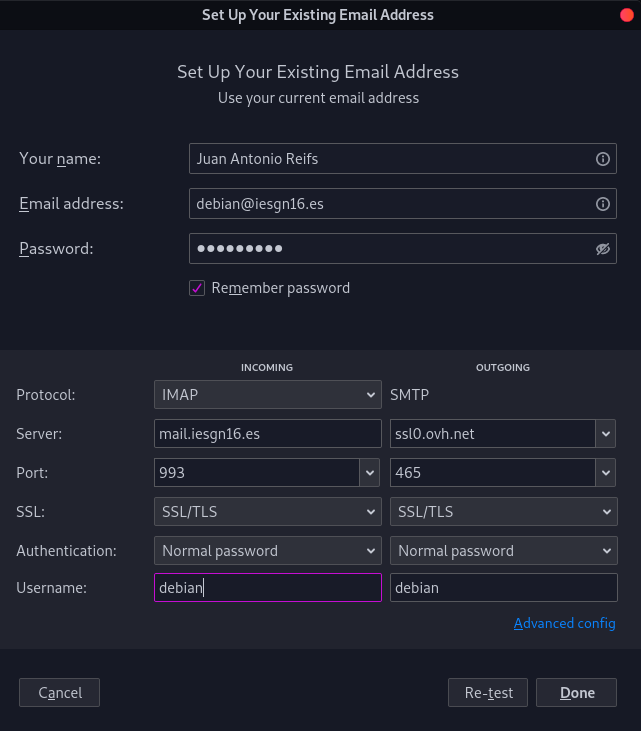 Set Up Your Existing Email Address
Set Up Your Existing Email Address
Use your current email address
Your name: Juan Antonio Reifs
Email address: debian@iesgn16.es
Password: ●●●●●●●●●
✓ Remember password
INCOMING OUTGOING
Protocol: IMAP SMTP
Server: mail.iesgn16.es ssl0.ovh.net
Port: 993 465
SSL: SSL/TLS SSL/TLS
Authentication: Normal password Normal password
Username: debian debian
Advanced config
Cancel Re-test Done